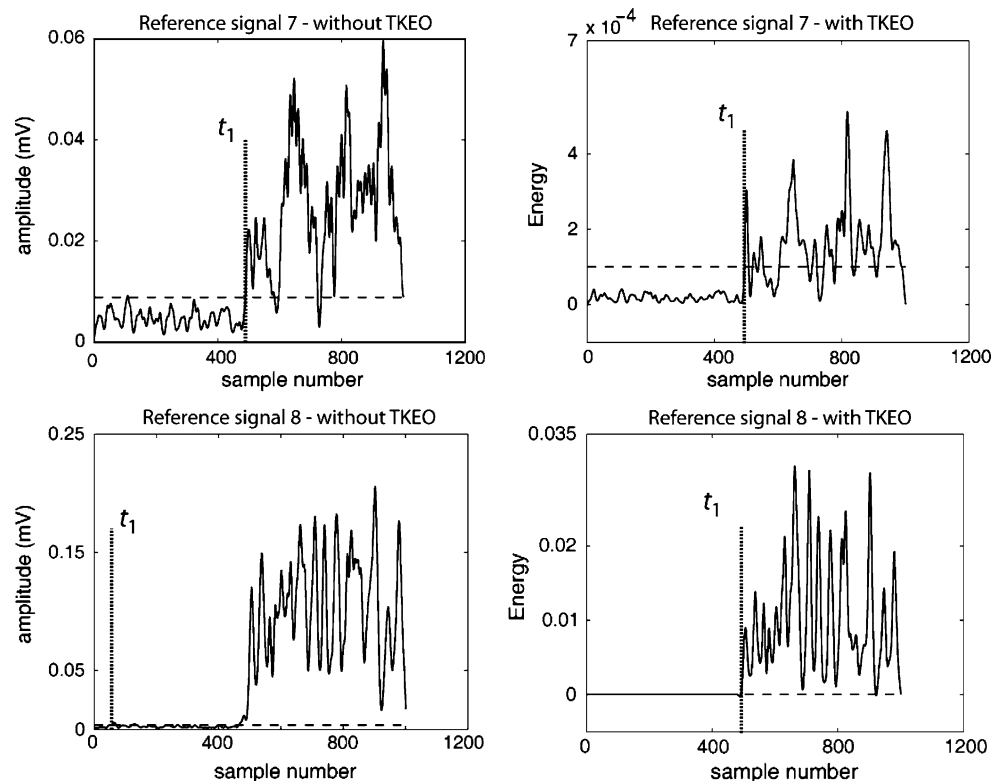 Reference signal 7 - without TKEO
0.06
0.04
0.02
0
amplitude (mV)
t1
0 400 800 1200
sample number
Reference signal 7 - with TKEO
x 10-4
7
4
2
0
Energy
t1
0 400 800 1200
sample number
Reference signal 8 - without TKEO
0.25
0.15
0.05
0
amplitude (mV)
t1
0 400 800 1200
sample number
Reference signal 8 - with TKEO
0.035
0.02
0.01
0
Energy
t1
0 400 800 1200
sample number